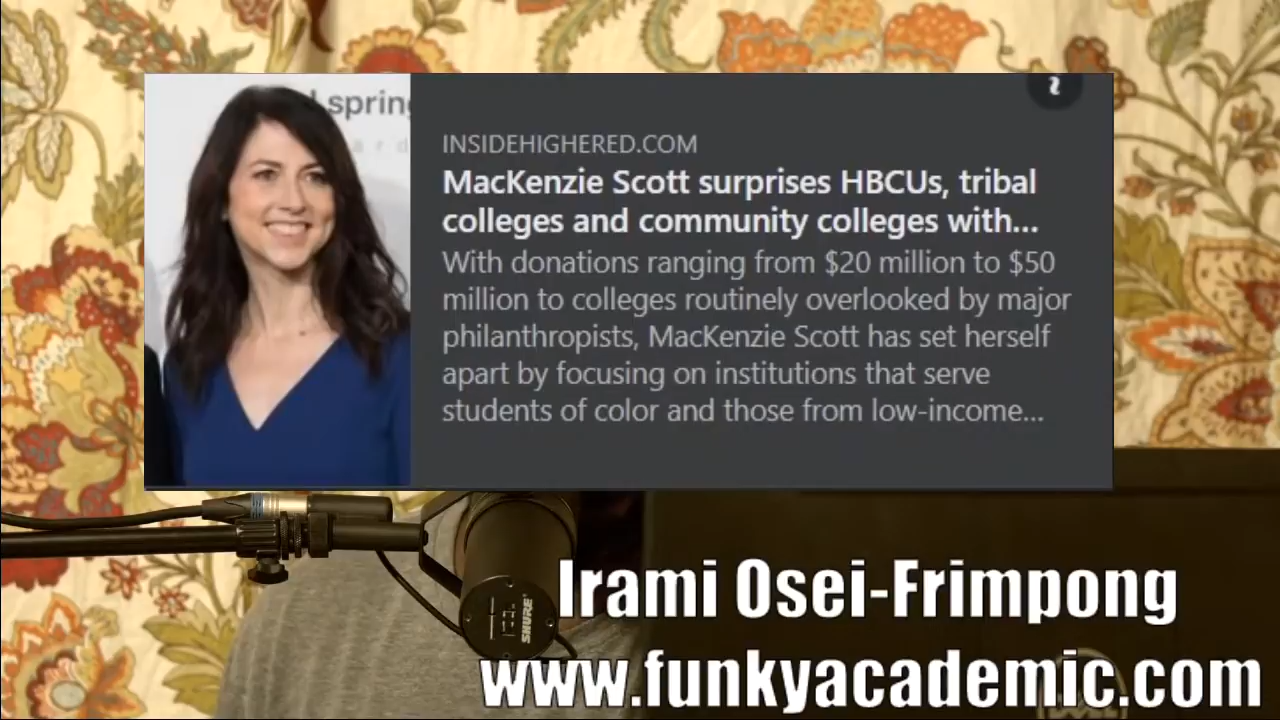 spring
INSIDEHIGHERED.COM
MacKenzie Scott surprises HBCUs, tribal
colleges and community colleges with...
With donations ranging from $20 million to $50
million to colleges routinely overlooked by major
philanthropists, MacKenzie Scott has set herself
apart by focusing on institutions that serve
students of color and those from low-income...
SHURE
Irami Osei-Frimpong
www.funkyacademic.com